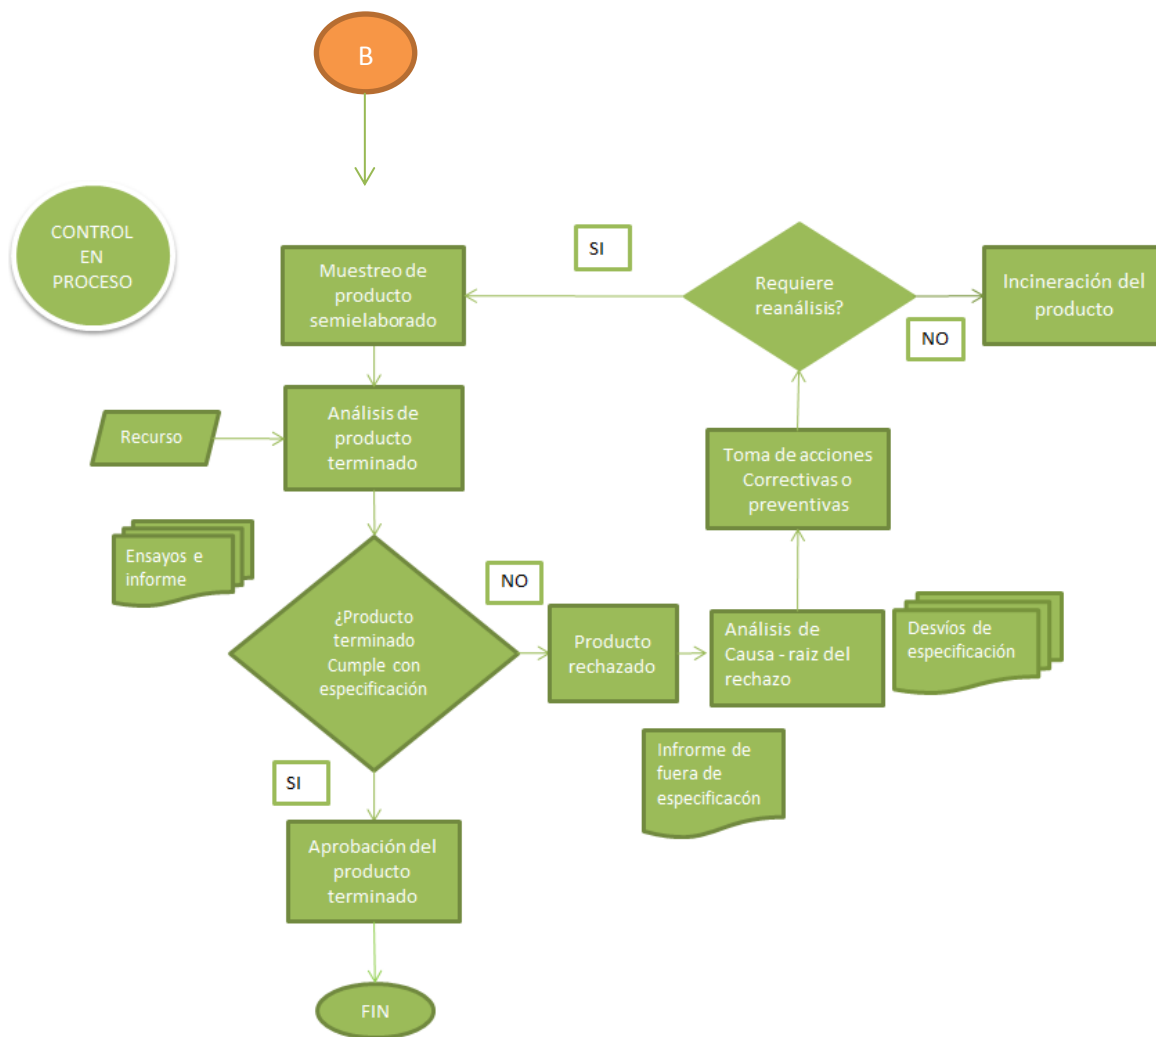 B
CONTROL
EN
PROCESO
SI
Muestreo de
producto
semielaborado
Requiere
reanálisis?
Incineración del
producto
NO
Recurso
Análisis de
producto
terminado
Toma de acciones
Correctivas o
preventivas
Ensayos e
informe
NO
¿Producto
terminado
Cumple con
especificación
Producto
rechazado
Análisis de
Causa - raiz del
rechazo
Desvíos de
especificación
SI
Infrorme de
fuera de
especificacón
Aprobación del
producto
terminado
FIN